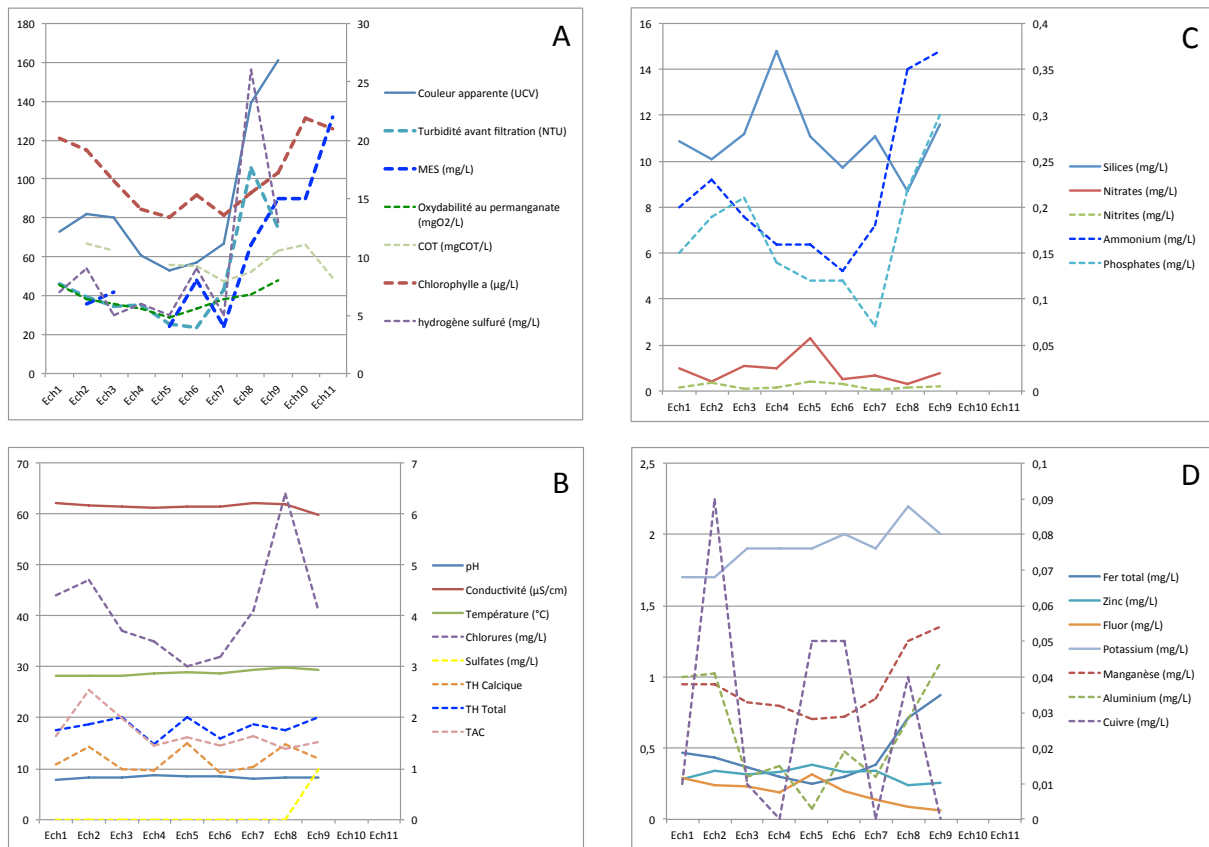 A
180
160
140
120
100
80
60
40
20
0
30
25
20
15
10
5
0
Ech1 Ech2 Ech3 Ech4 Ech5 Ech6 Ech7 Ech8 Ech9 Ech10 Ech11
Couleur apparente (UCV)
Turbidité avant filtration (NTU)
MES (mg/L)
Oxydabilité au permanganate
(mgO2/L)
COT (mgCOT/L)
Chlorophylle a (µg/L)
hydrogène sulfuré (mg/L)
C
16
14
12
10
8
6
4
2
0
0,4
0,35
0,3
0,25
0,2
0,15
0,1
0,05
0
Ech1 Ech2 Ech3 Ech4 Ech5 Ech6 Ech7 Ech8 Ech9 Ech10 Ech11
Silices (mg/L)
Nitrates (mg/L)
Nitrites (mg/L)
Ammonium (mg/L)
Phosphates (mg/L)
B
70
60
50
40
30
20
10
0
7
6
5
4
3
2
1
0
Ech1 Ech2 Ech3 Ech4 Ech5 Ech6 Ech7 Ech8 Ech9 Ech10 Ech11
pH
Conductivité (µS/cm)
Température (°C)
Chlorures (mg/L)
Sulfates (mg/L)
TH Calcique
TH Total
TAC
D
2,5
2
1,5
1
0,5
0
0,1
0,09
0,08
0,07
0,06
0,05
0,04
0,03
0,02
0,01
0
Ech1 Ech2 Ech3 Ech4 Ech5 Ech6 Ech7 Ech8 Ech9 Ech10 Ech11
Fer total (mg/L)
Zinc (mg/L)
Fluor (mg/L)
Potassium (mg/L)
Manganèse (mg/L)
Aluminium (mg/L)
Cuivre (mg/L)